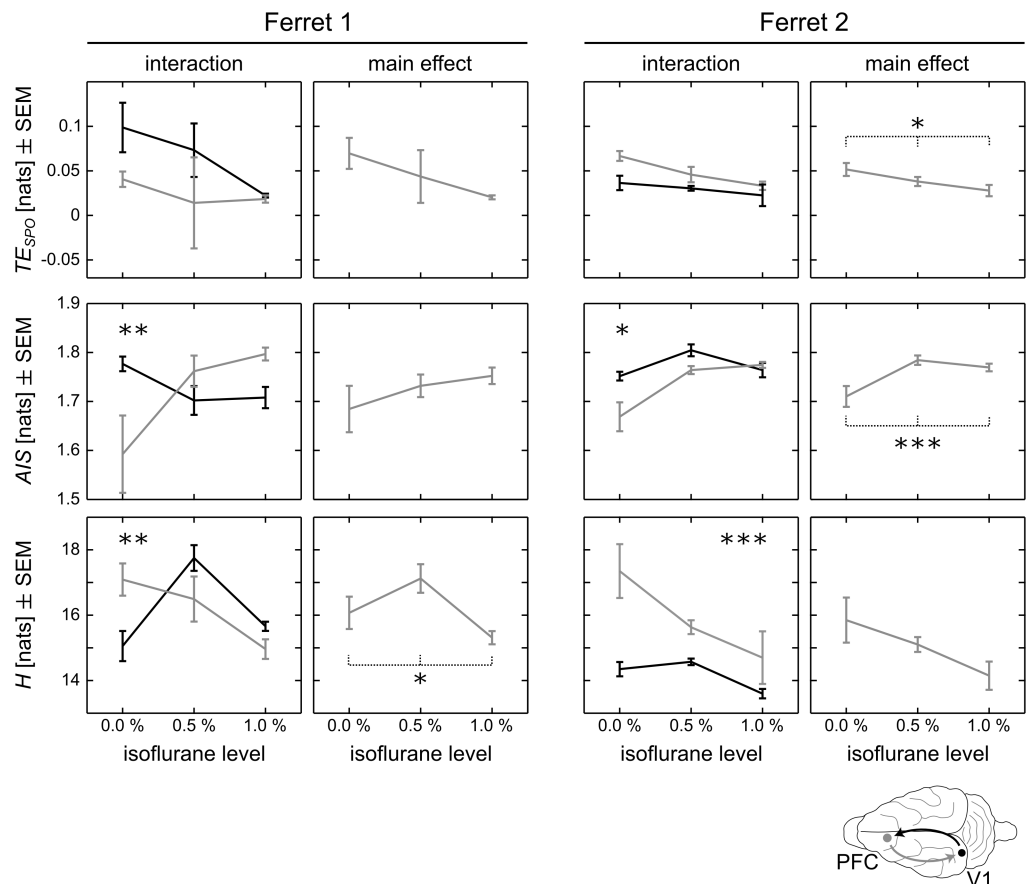 Ferret 1
Ferret 2
interaction
main effect
interaction
main effect
TE_SPO [nats] ± SEM
0.1
0.05
0
-0.05
*
AIS [nats] ± SEM
1.9
1.8
1.7
1.6
1.5
**
*
***
H [nats] ± SEM
18
16
14
**
*
***
0.0 % 0.5 % 1.0 %
0.0 % 0.5 % 1.0 %
0.0 % 0.5 % 1.0 %
0.0 % 0.5 % 1.0 %
isoflurane level
isoflurane level
isoflurane level
isoflurane level
PFC
V1